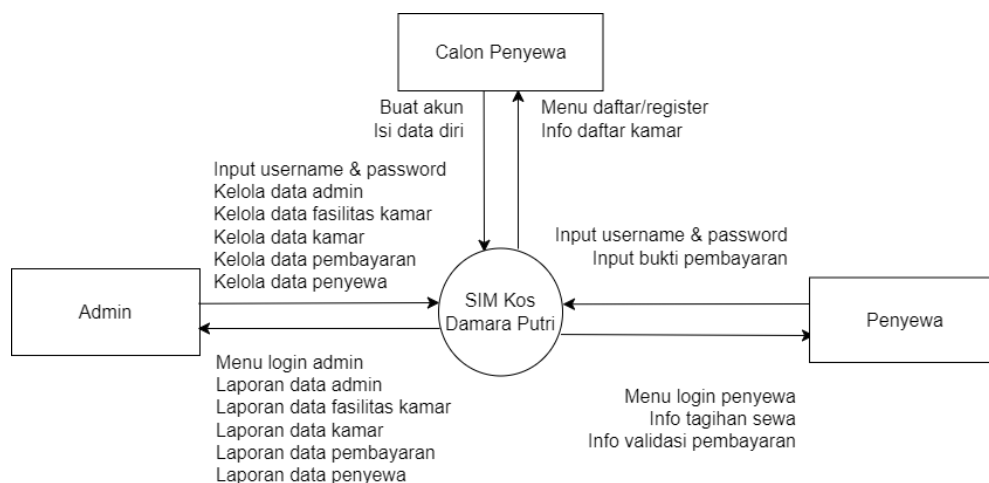 Calon Penyewa
Buat akun
Isi data diri
Menu daftar/register
Info daftar kamar
Input username & password
Kelola data admin
Kelola data fasilitas kamar
Kelola data kamar
Kelola data pembayaran
Kelola data penyewa
Input username & password
Input bukti pembayaran
Admin
SIM Kos
Damara Putri
Penyewa
Menu login admin
Laporan data admin
Laporan data fasilitas kamar
Laporan data kamar
Laporan data pembayaran
Laporan data penyewa
Menu login penyewa
Info tagihan sewa
Info validasi pembayaran